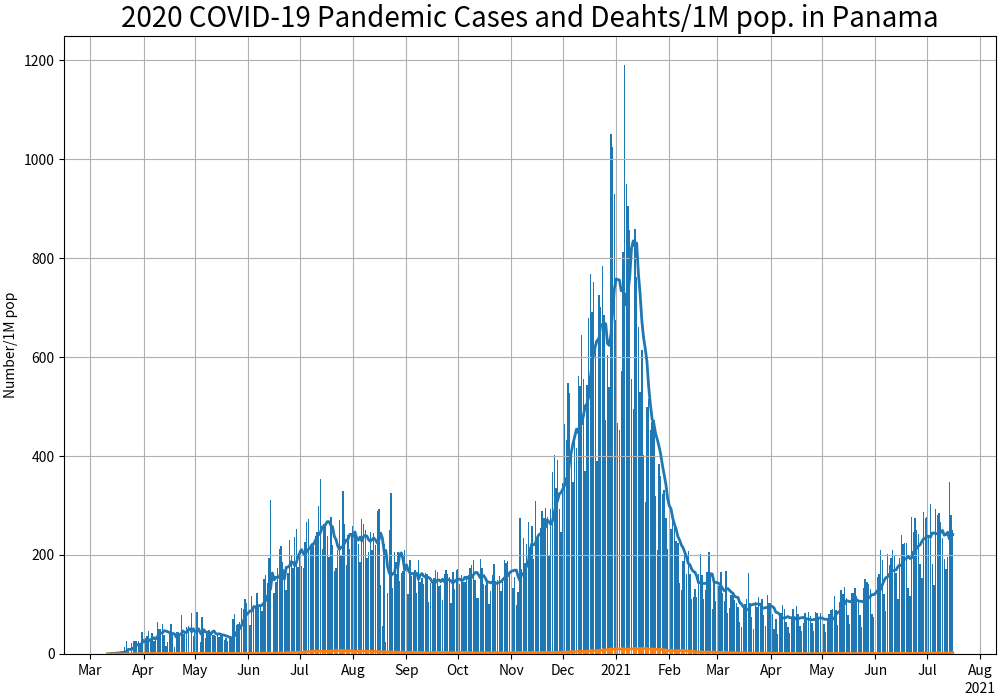 2020 COVID-19 Pandemic Cases and Deahts/1M pop. in Panama
Number/1M pop
1200
1000
800
600
400
200
0
Mar Apr May Jun Jul Aug Sep Oct Nov Dec 2021 Feb Mar Apr May Jun Jul Aug
2021